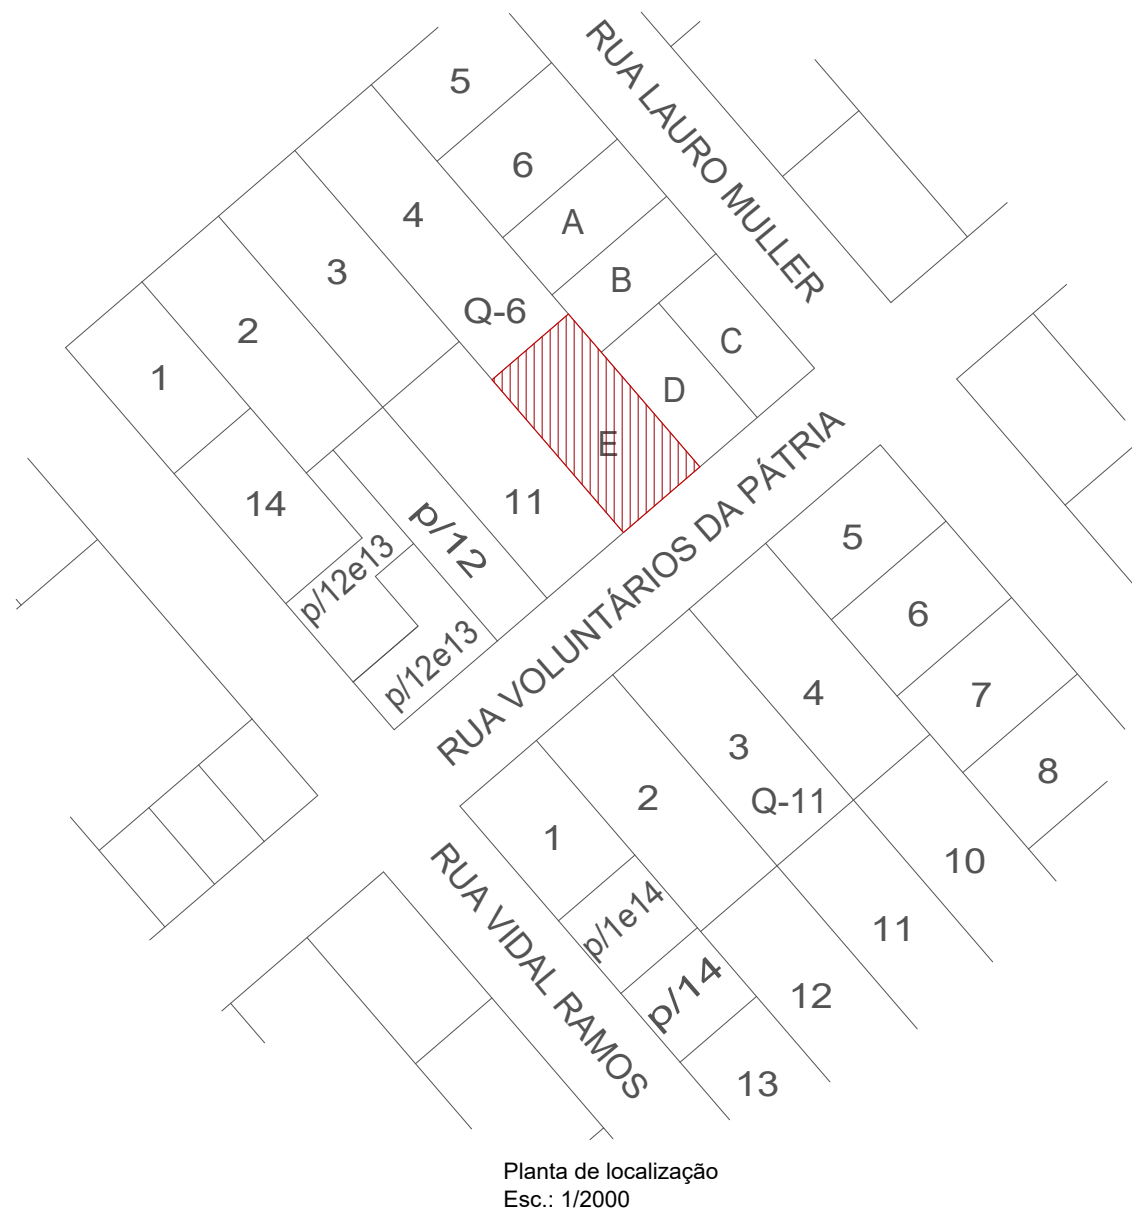 RUA LAURO MULLER
5
6
4
A
3
B
Q-6
2
C
1
D
E
14
11
p/12
p/12e13
p/12e13
RUA VOLUNTÁRIOS DA PÁTRIA
5
6
4
7
3
8
2
Q-11
1
10
p/1e14
11
p/14
12
13
RUA VIDAL RAMOS
Planta de localização
Esc.: 1/2000